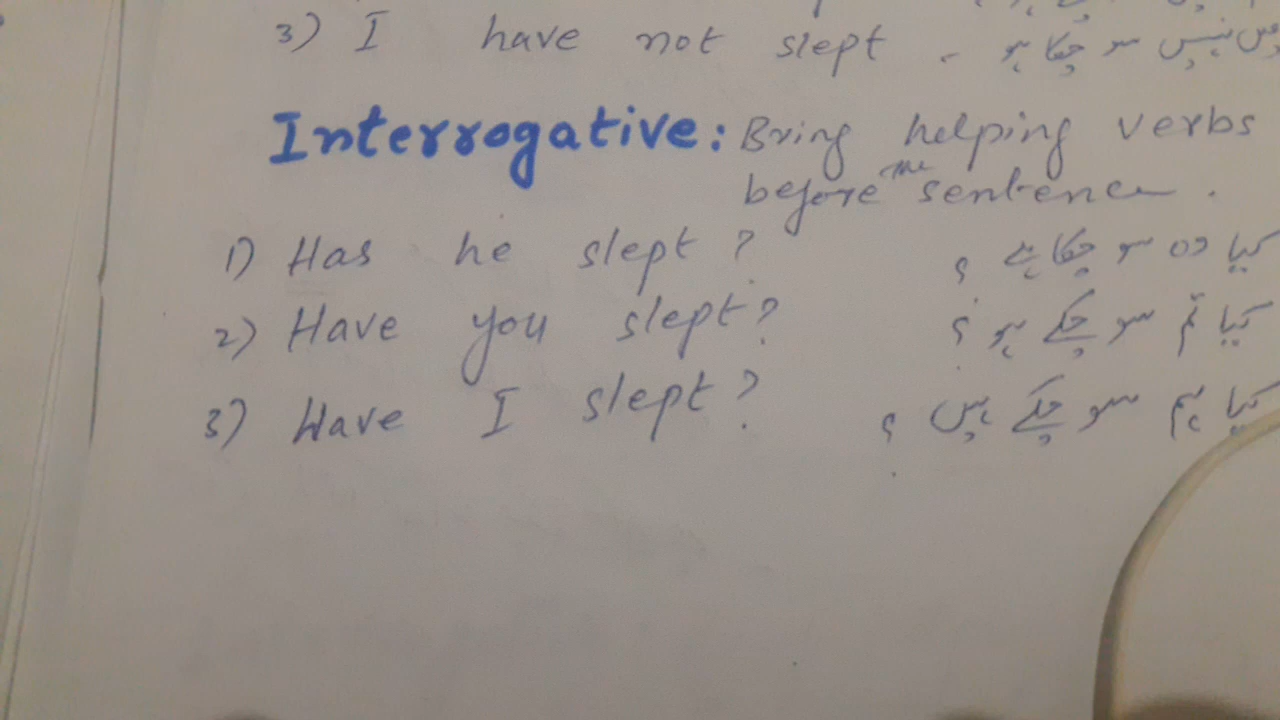 3) I have not slept - میں نہیں سو چکا ہو
Interrogative: Bring helping verbs
before the sentence.
1) Has he slept? کیا وہ سو چکا ہے ؟
2) Have you slept? کیا تم سو چکے ہو ؟
3) Have I slept? کیا ہم سو چکے ہیں ؟